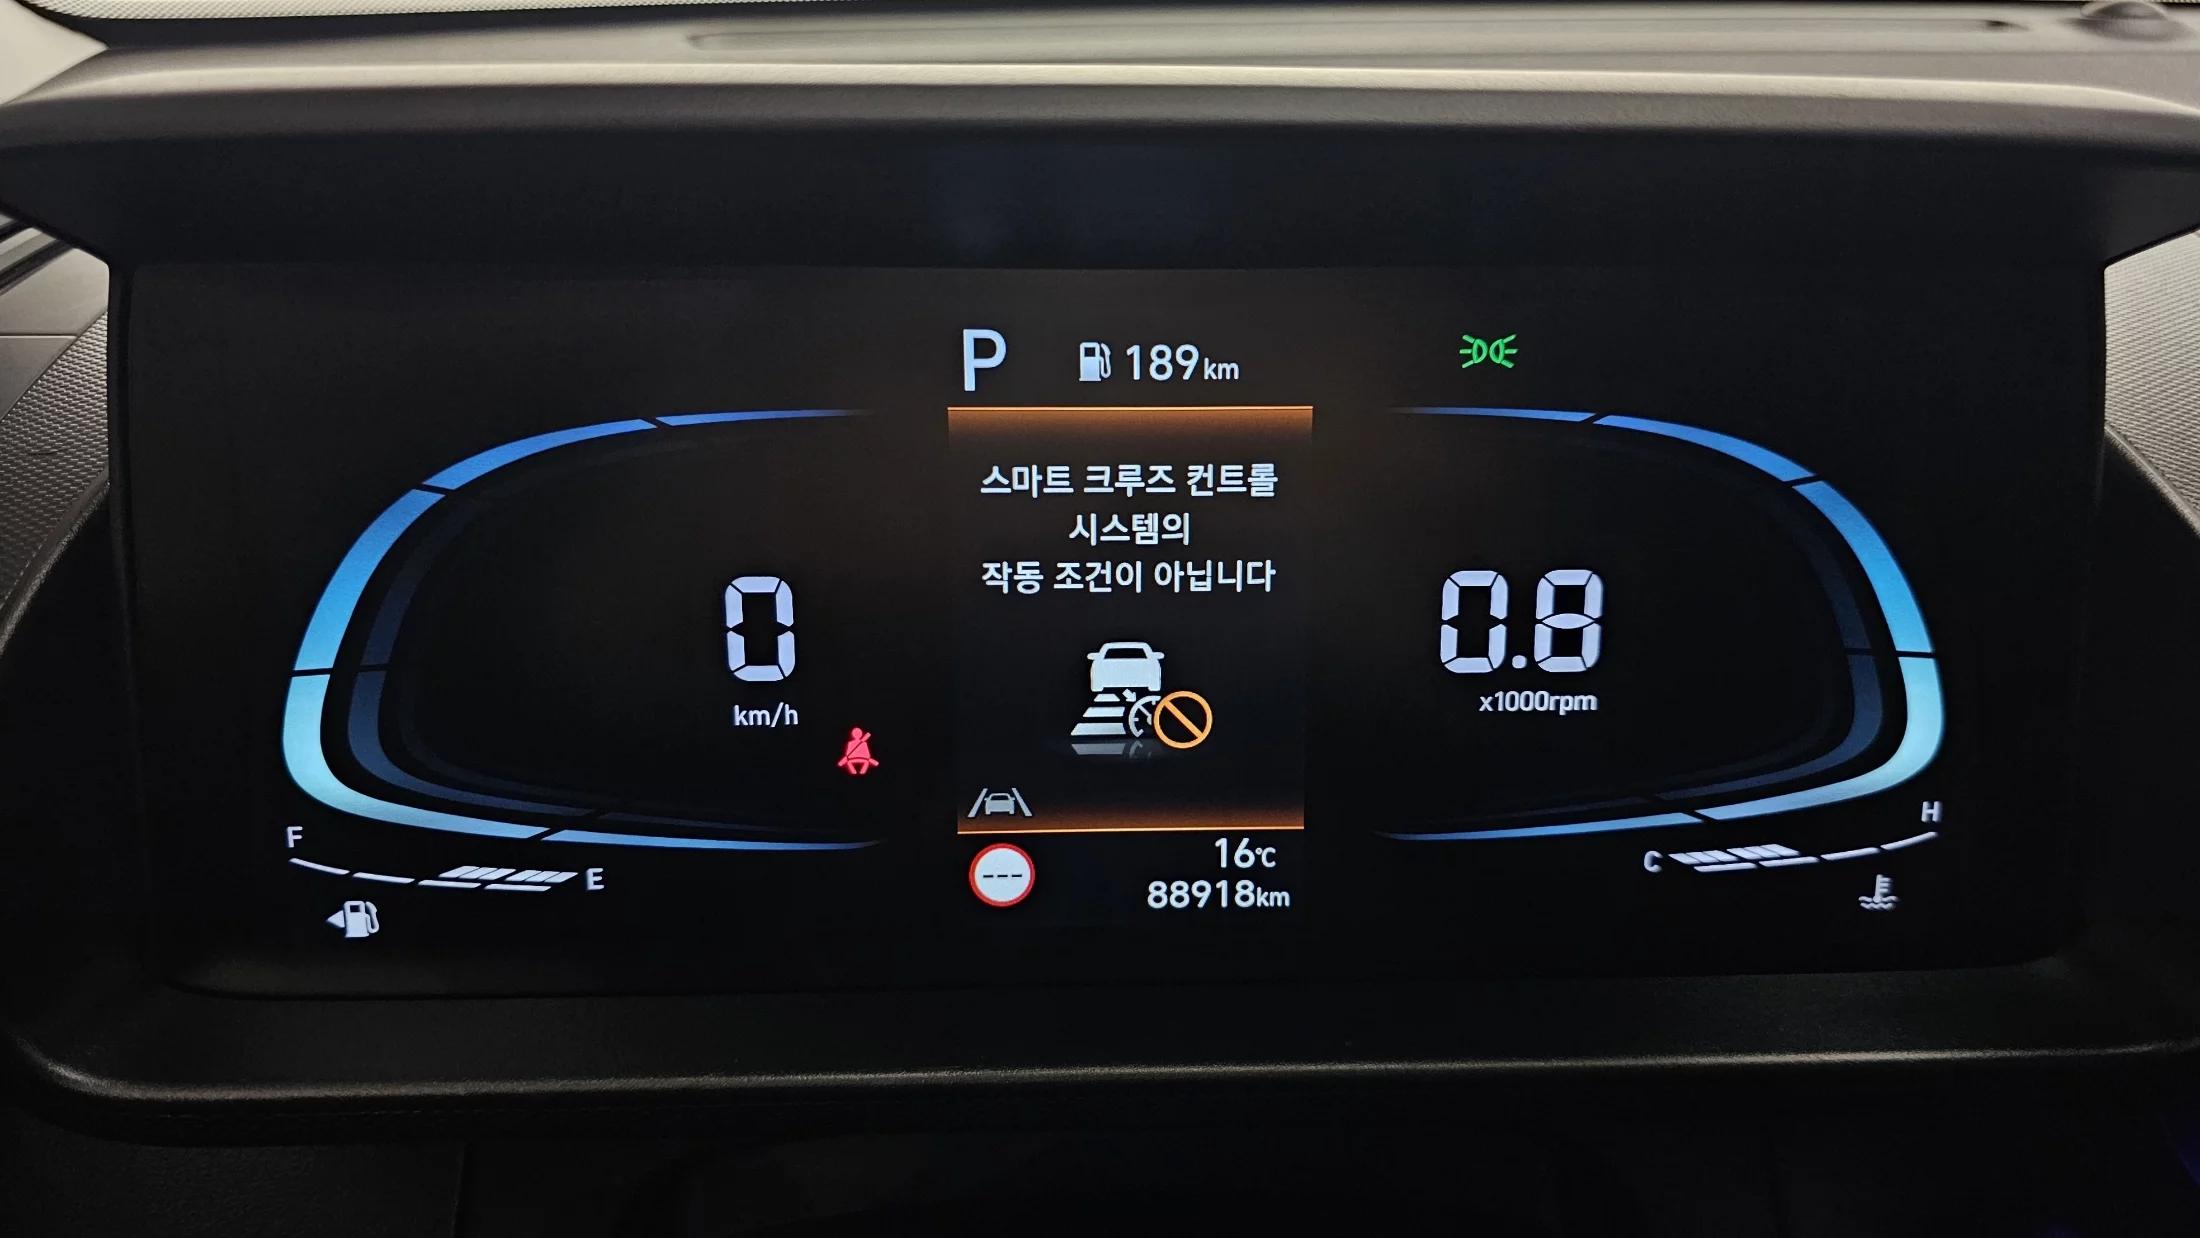 P
189km
스마트 크루즈 컨트롤
시스템의
작동 조건이 아닙니다
0
km/h
0.8
x1000rpm
F
E
C
H
---
16℃
88918km